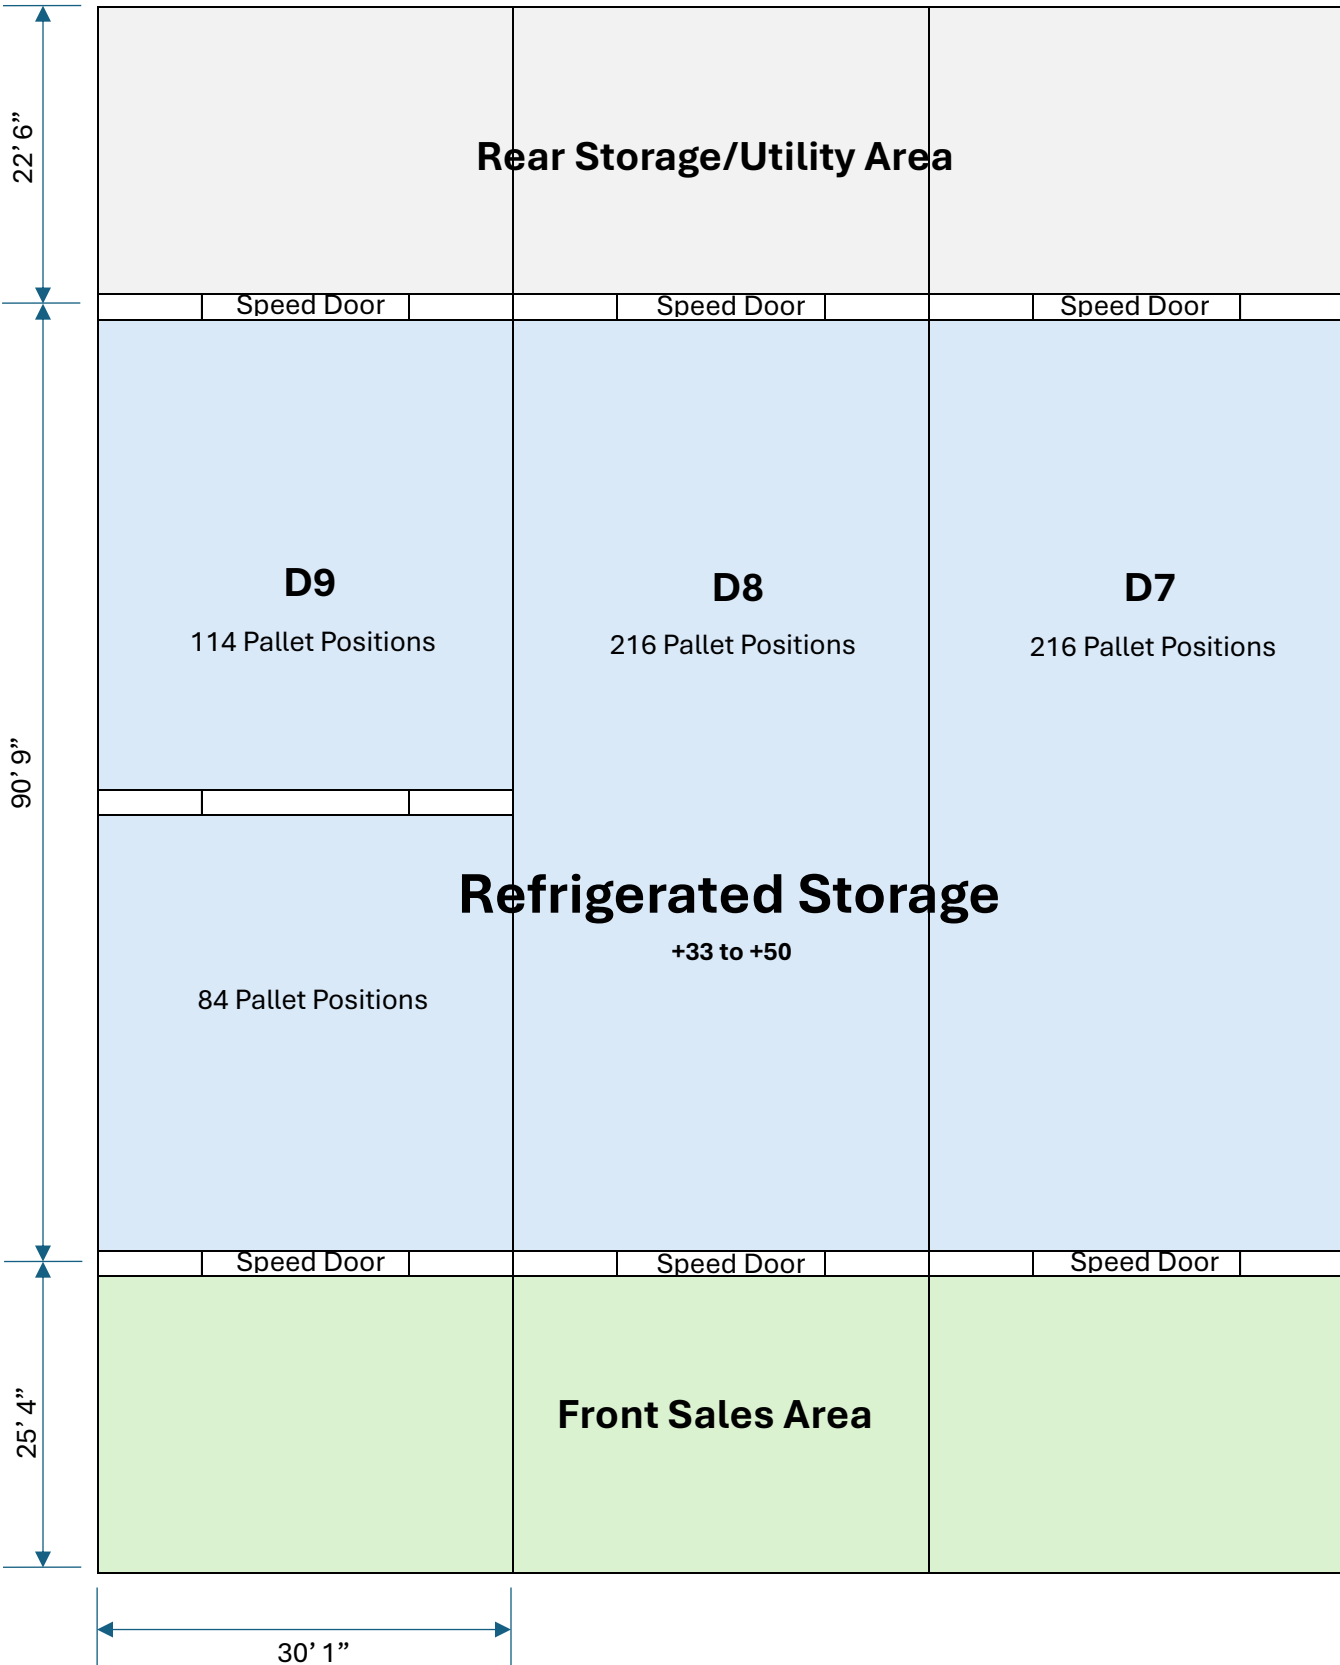 22’ 6”
Rear Storage/Utility Area
Speed Door
Speed Door
Speed Door
D9
D8
D7
114 Pallet Positions
216 Pallet Positions
216 Pallet Positions
90’ 9”
Refrigerated Storage
+33 to +50
84 Pallet Positions
Speed Door
Speed Door
Speed Door
25’ 4”
Front Sales Area
30’ 1”